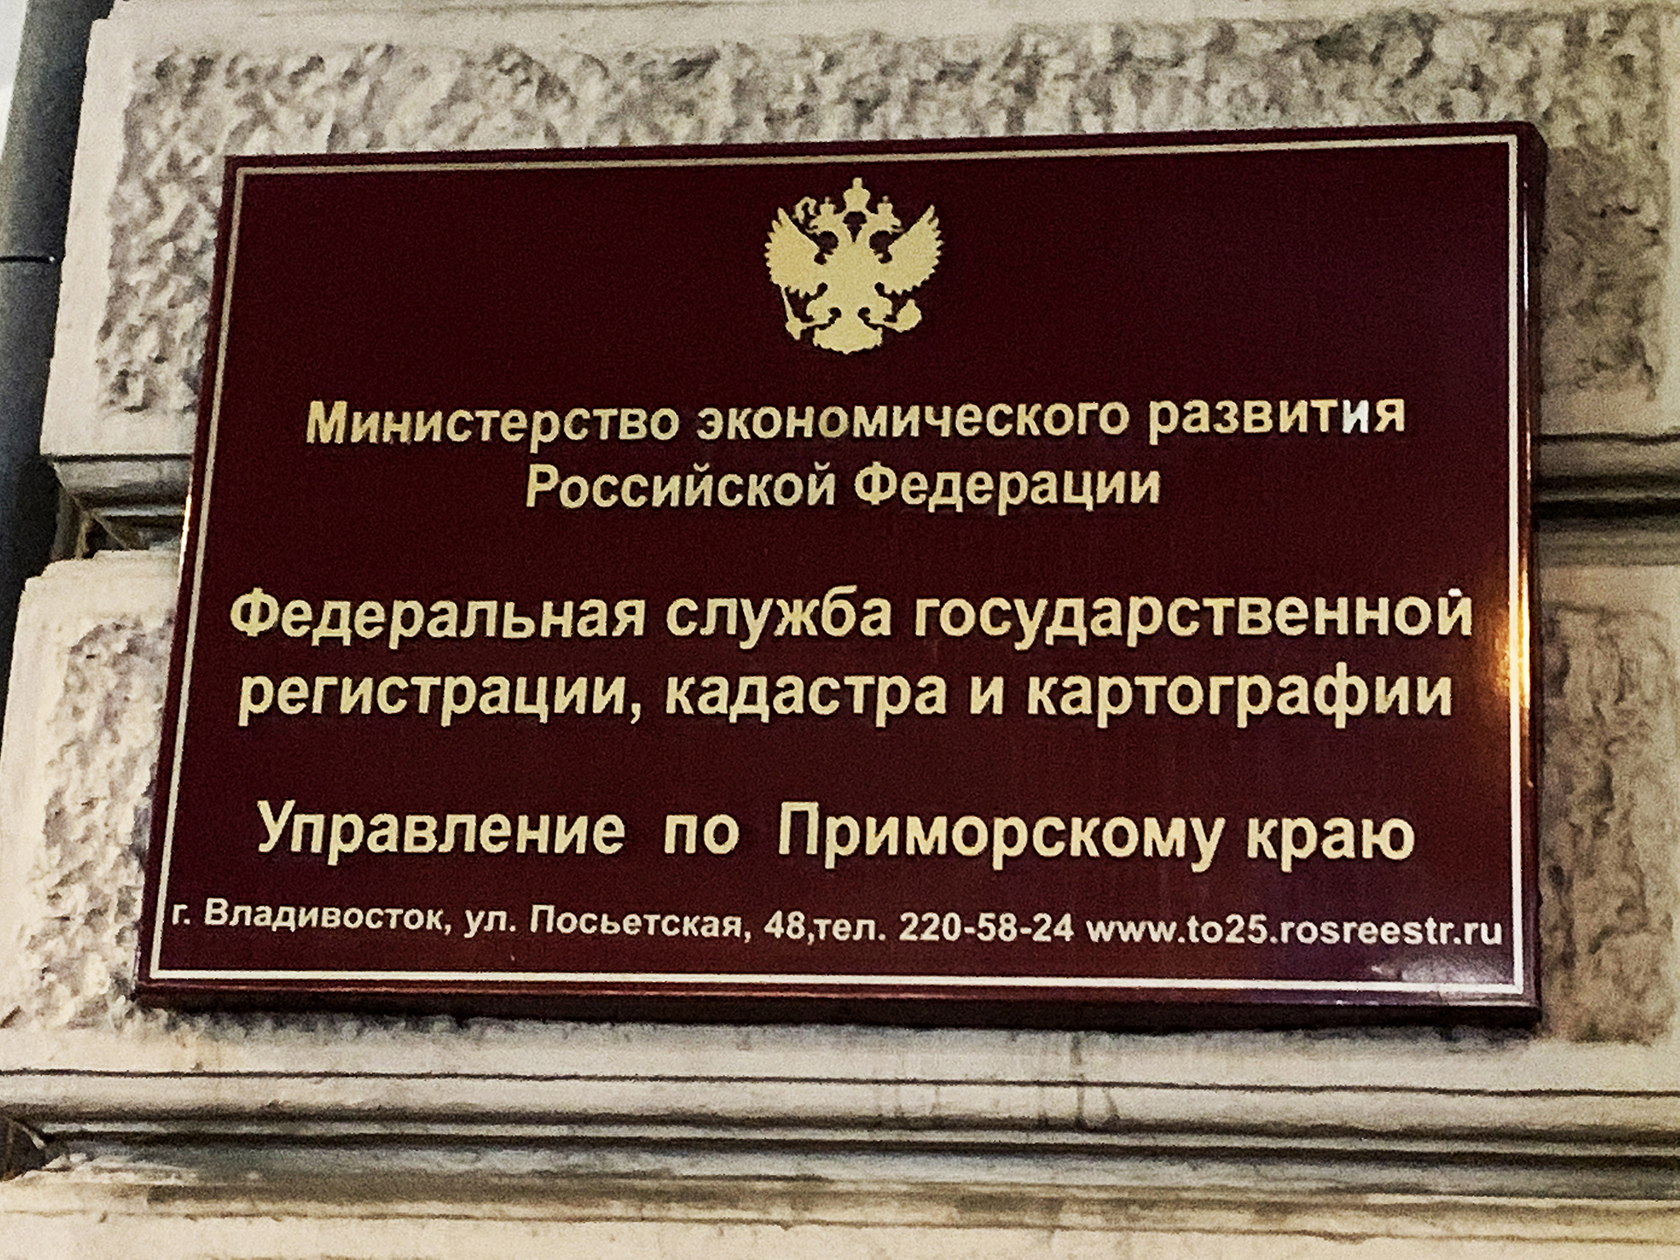 Министерство экономического развития
Российской Федерации
Федеральная служба государственной
регистрации, кадастра и картографии
Управление по Приморскому краю
г. Владивосток, ул. Посьетская, 48,тел. 220-58-24 www.to25.rosreestr.ru